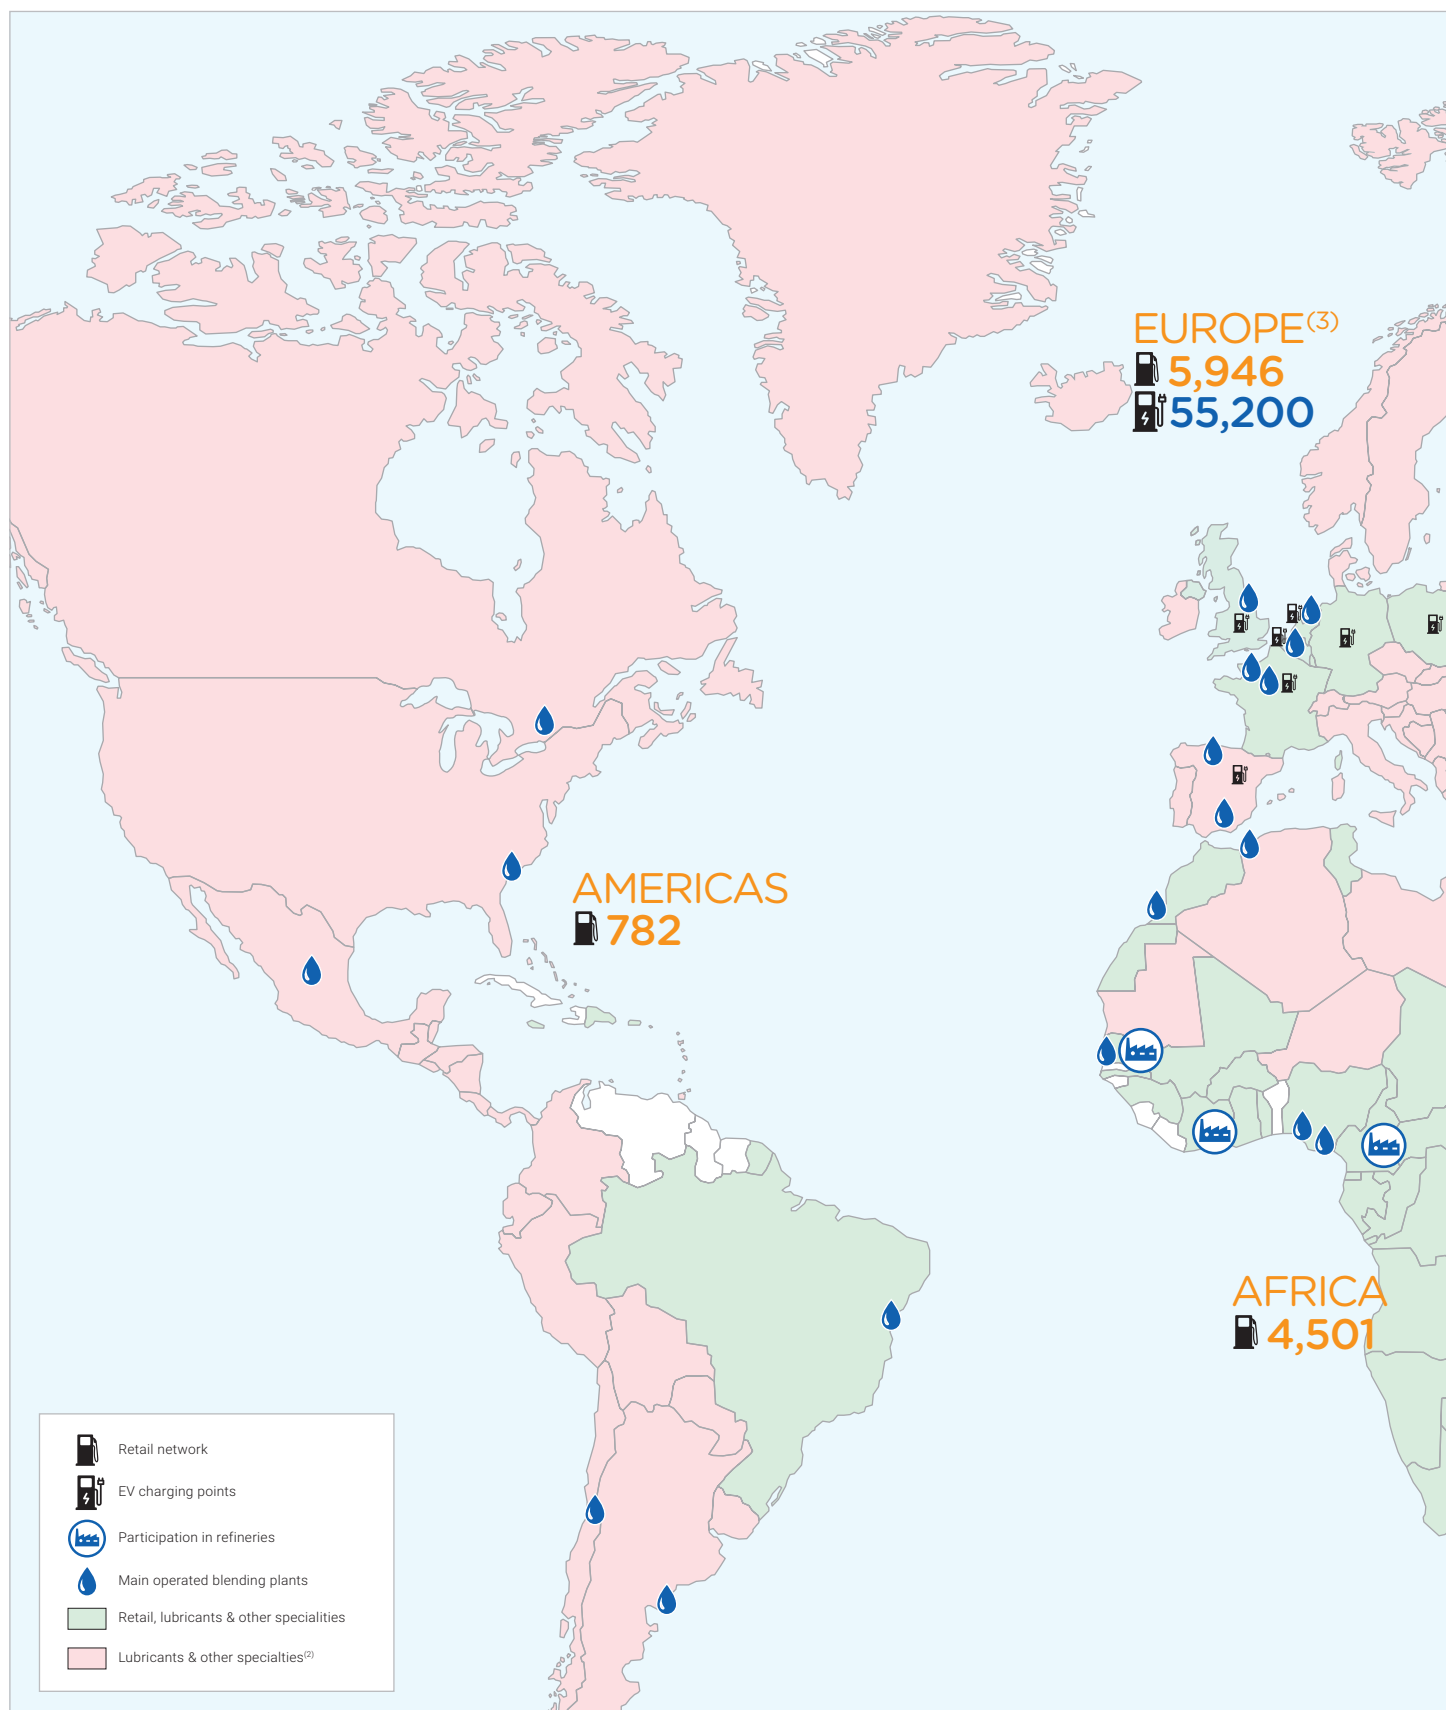 EUROPE(3)
5,946
55,200
AMERICAS
782
AFRICA
4,501
Retail network
EV charging points
Participation in refineries
Main operated blending plants
Retail, lubricants & other specialities
Lubricants & other specialties(2)